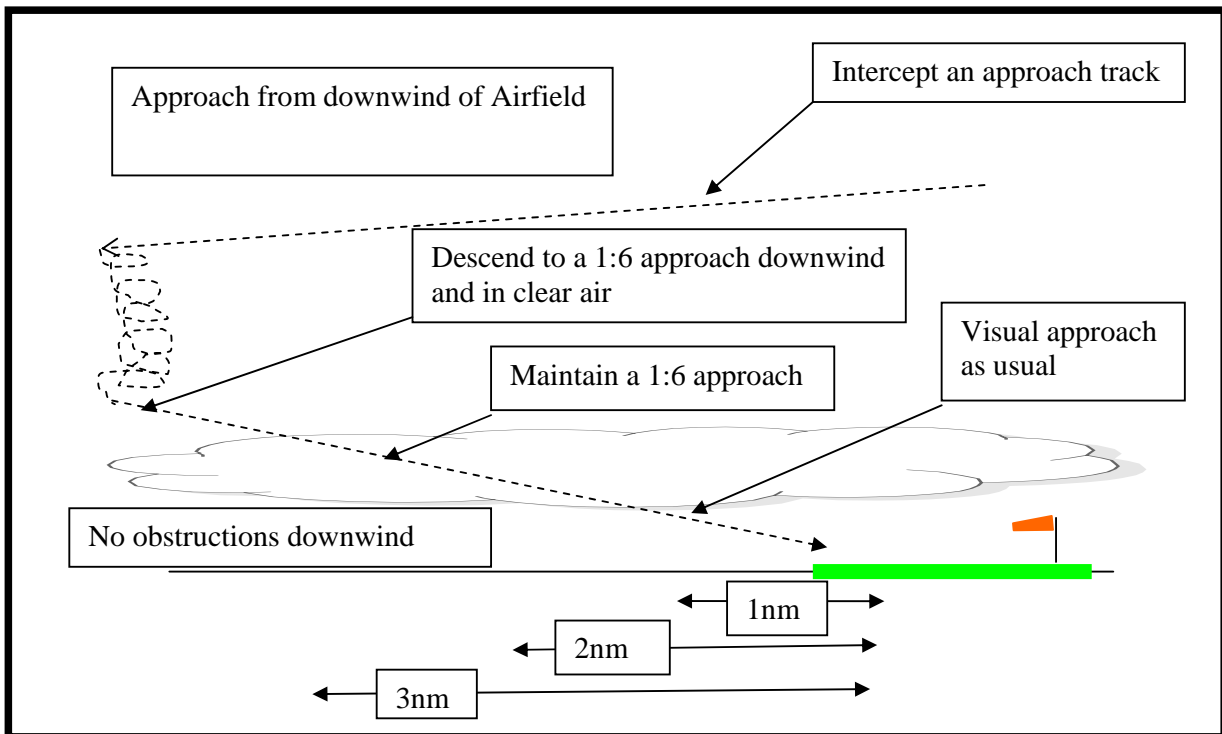 Intercept an approach track
Approach from downwind of Airfield
Descend to a 1:6 approach downwind
and in clear air
Visual approach
as usual
Maintain a 1:6 approach
No obstructions downwind
1nm
2nm
3nm